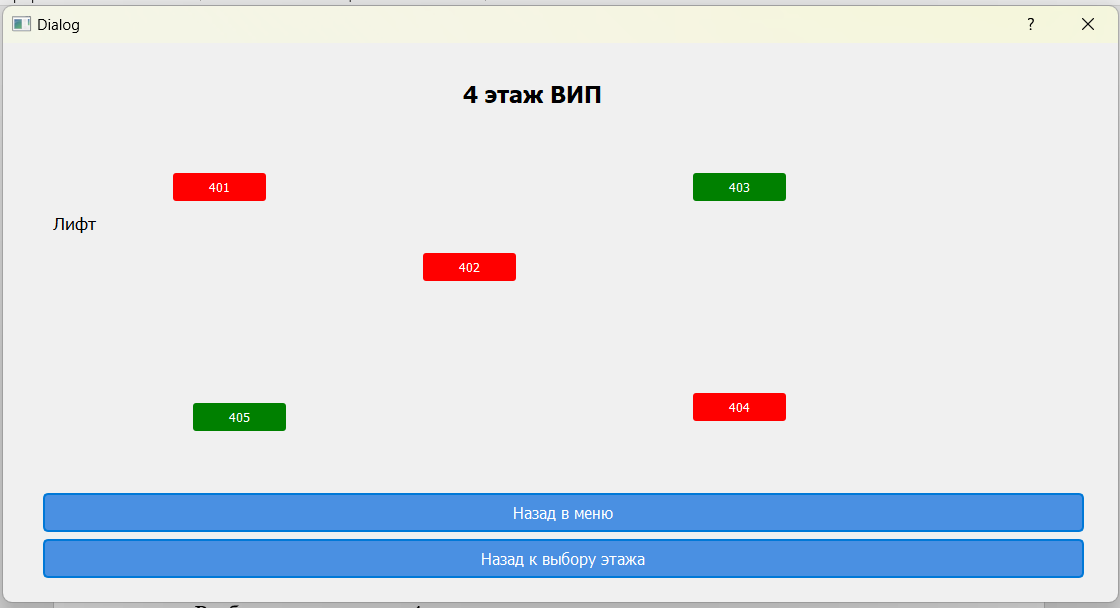 Dialog
?
4 этаж ВИП
401
403
Лифт
402
405
404
Назад в меню
Назад к выбору этажа